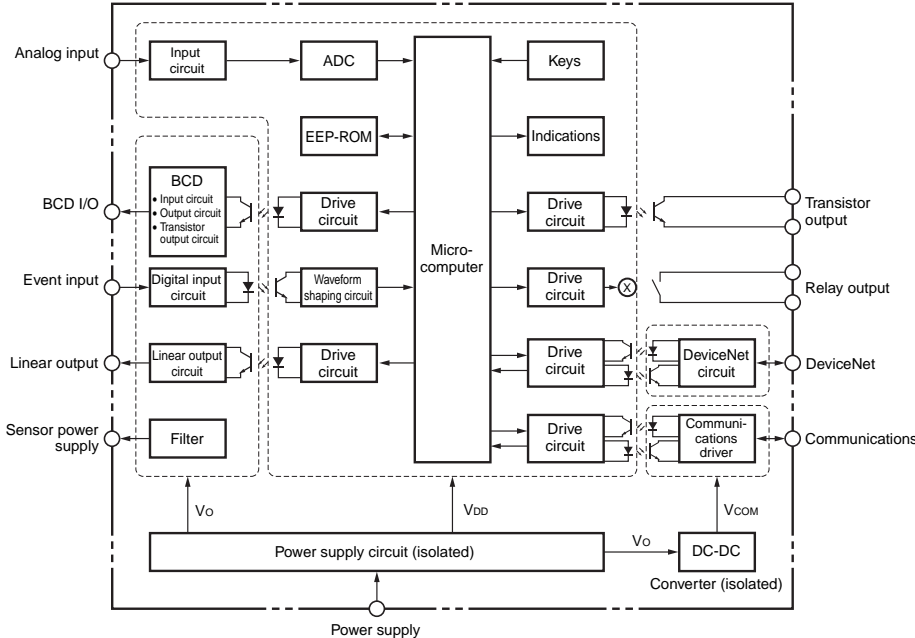 Analog input
Input
circuit
ADC
Keys
EEP-ROM
Indications
BCD I/O
BCD
• Input circuit
• Output circuit
• Transistor
output circuit
Drive
circuit
Micro-
computer
Drive
circuit
Transistor
output
Event input
Digital input
circuit
Waveform
shaping circuit
Drive
circuit
X
Relay output
Linear output
Linear output
circuit
Drive
circuit
Drive
circuit
DeviceNet
circuit
DeviceNet
Sensor power
supply
Filter
Drive
circuit
Communi-
cations
driver
Communications
VO
VDD
VCOM
Power supply circuit (isolated)
VO
DC-DC
Converter (isolated)
Power supply